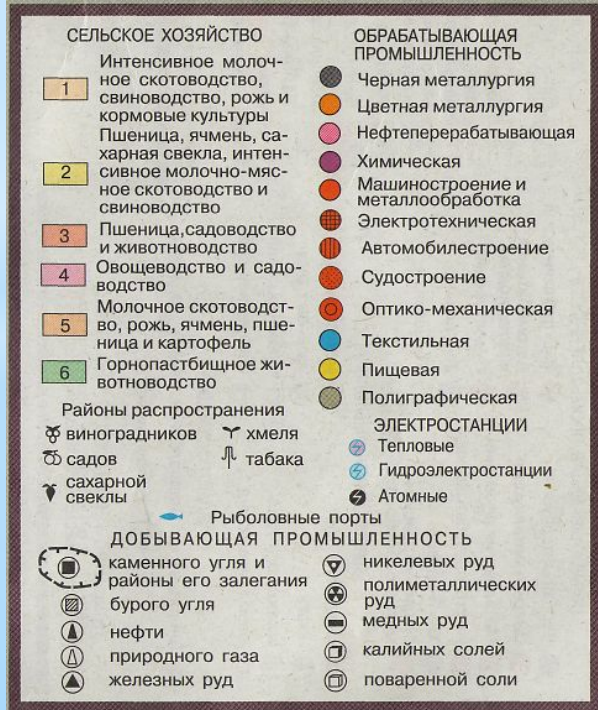 СЕЛЬСКОЕ ХОЗЯЙСТВО
1
Интенсивное молоч-
ное скотоводство,
свиноводство, рожь и
кормовые культуры
2
Пшеница, ячмень, са-
харная свекла, интен-
сивное молочно-мяс-
ное скотоводство и
свиноводство
3
Пшеница,садоводство
и животноводство
4
Овощеводство и садо-
водство
5
Молочное скотоводст-
во, рожь, ячмень, пше-
ница и картофель
6
Горнопастбищное жи-
вотноводство
Районы распространения
виноградников
хмеля
садов
табака
сахарной
свеклы
ОБРАБАТЫВАЮЩАЯ
ПРОМЫШЛЕННОСТЬ
Черная металлургия
Цветная металлургия
Нефтеперерабатывающая
Химическая
Машиностроение и
металлообработка
Электротехническая
Автомобилестроение
Судостроение
Оптико-механическая
Текстильная
Пищевая
Полиграфическая
ЭЛЕКТРОСТАНЦИИ
Тепловые
Гидроэлектростанции
Атомные
Рыболовные порты
ДОБЫВАЮЩАЯ ПРОМЫШЛЕННОСТЬ
каменного угля и
районы его залегания
бурого угля
нефти
природного газа
железных руд
никелевых руд
полиметаллических
руд
медных руд
калийных солей
поваренной соли